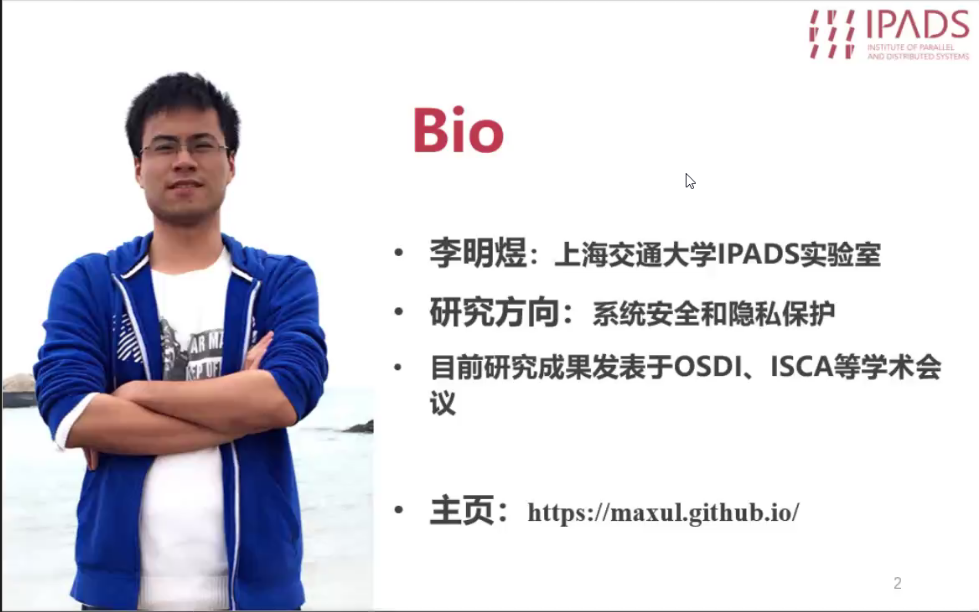 IPADS
INSTITUTE OF PARALLEL
AND DISTRIBUTED SYSTEMS
Bio
• 李明煜：上海交通大学IPADS实验室
• 研究方向：系统安全和隐私保护
• 目前研究成果发表于OSDI、ISCA等学术会
议
• 主页：https://maxul.github.io/
2